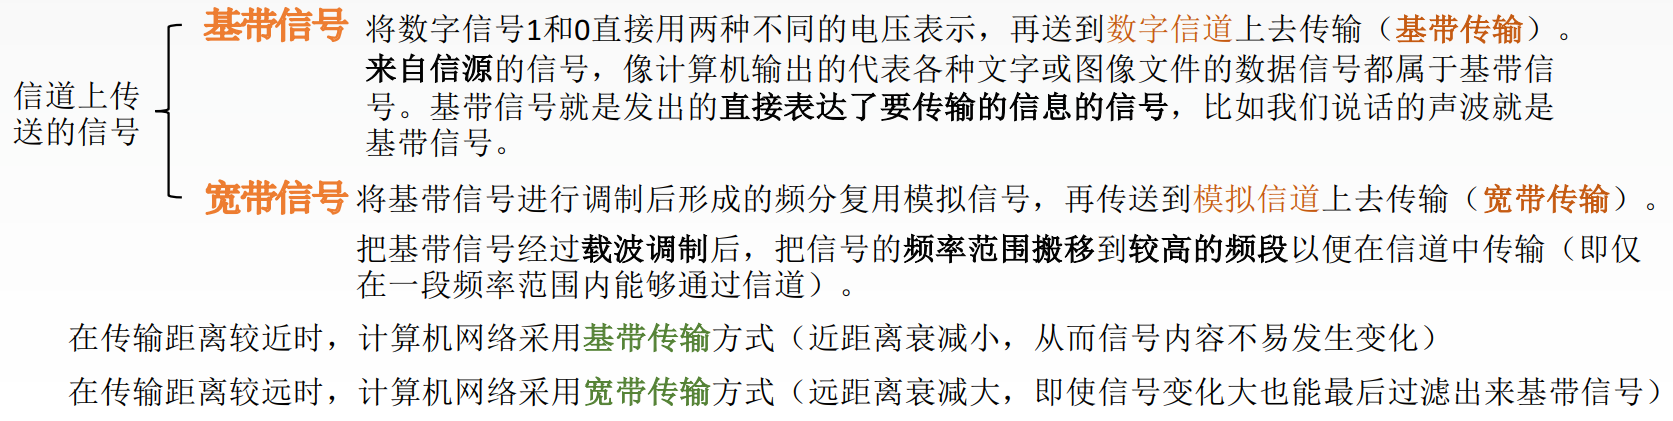 基带信号 将数字信号1和0直接用两种不同的电压表示，再送到数字信道上去传输（基带传输）。
来自信源的信号，像计算机输出的代表各种文字或图像文件的数据信号都属于基带信
号。基带信号就是发出的直接表达了要传输的信息的信号，比如我们说话的声波就是
基带信号。
信道上传
送的信号
宽带信号 将基带信号进行调制后形成的频分复用模拟信号，再传送到模拟信道上去传输（宽带传输）。
把基带信号经过载波调制后，把信号的频率范围搬移到较高的频段以便在信道中传输（即仅
在一段频率范围内能够通过信道）。
在传输距离较近时，计算机网络采用基带传输方式（近距离衰减小，从而信号内容不易发生变化）
在传输距离较远时，计算机网络采用宽带传输方式（远距离衰减大，即使信号变化大也能最后过滤出来基带信号）